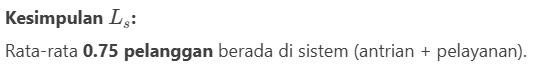 Kesimpulan Lₛ:
Rata-rata 0.75 pelanggan berada di sistem (antrian + pelayanan).